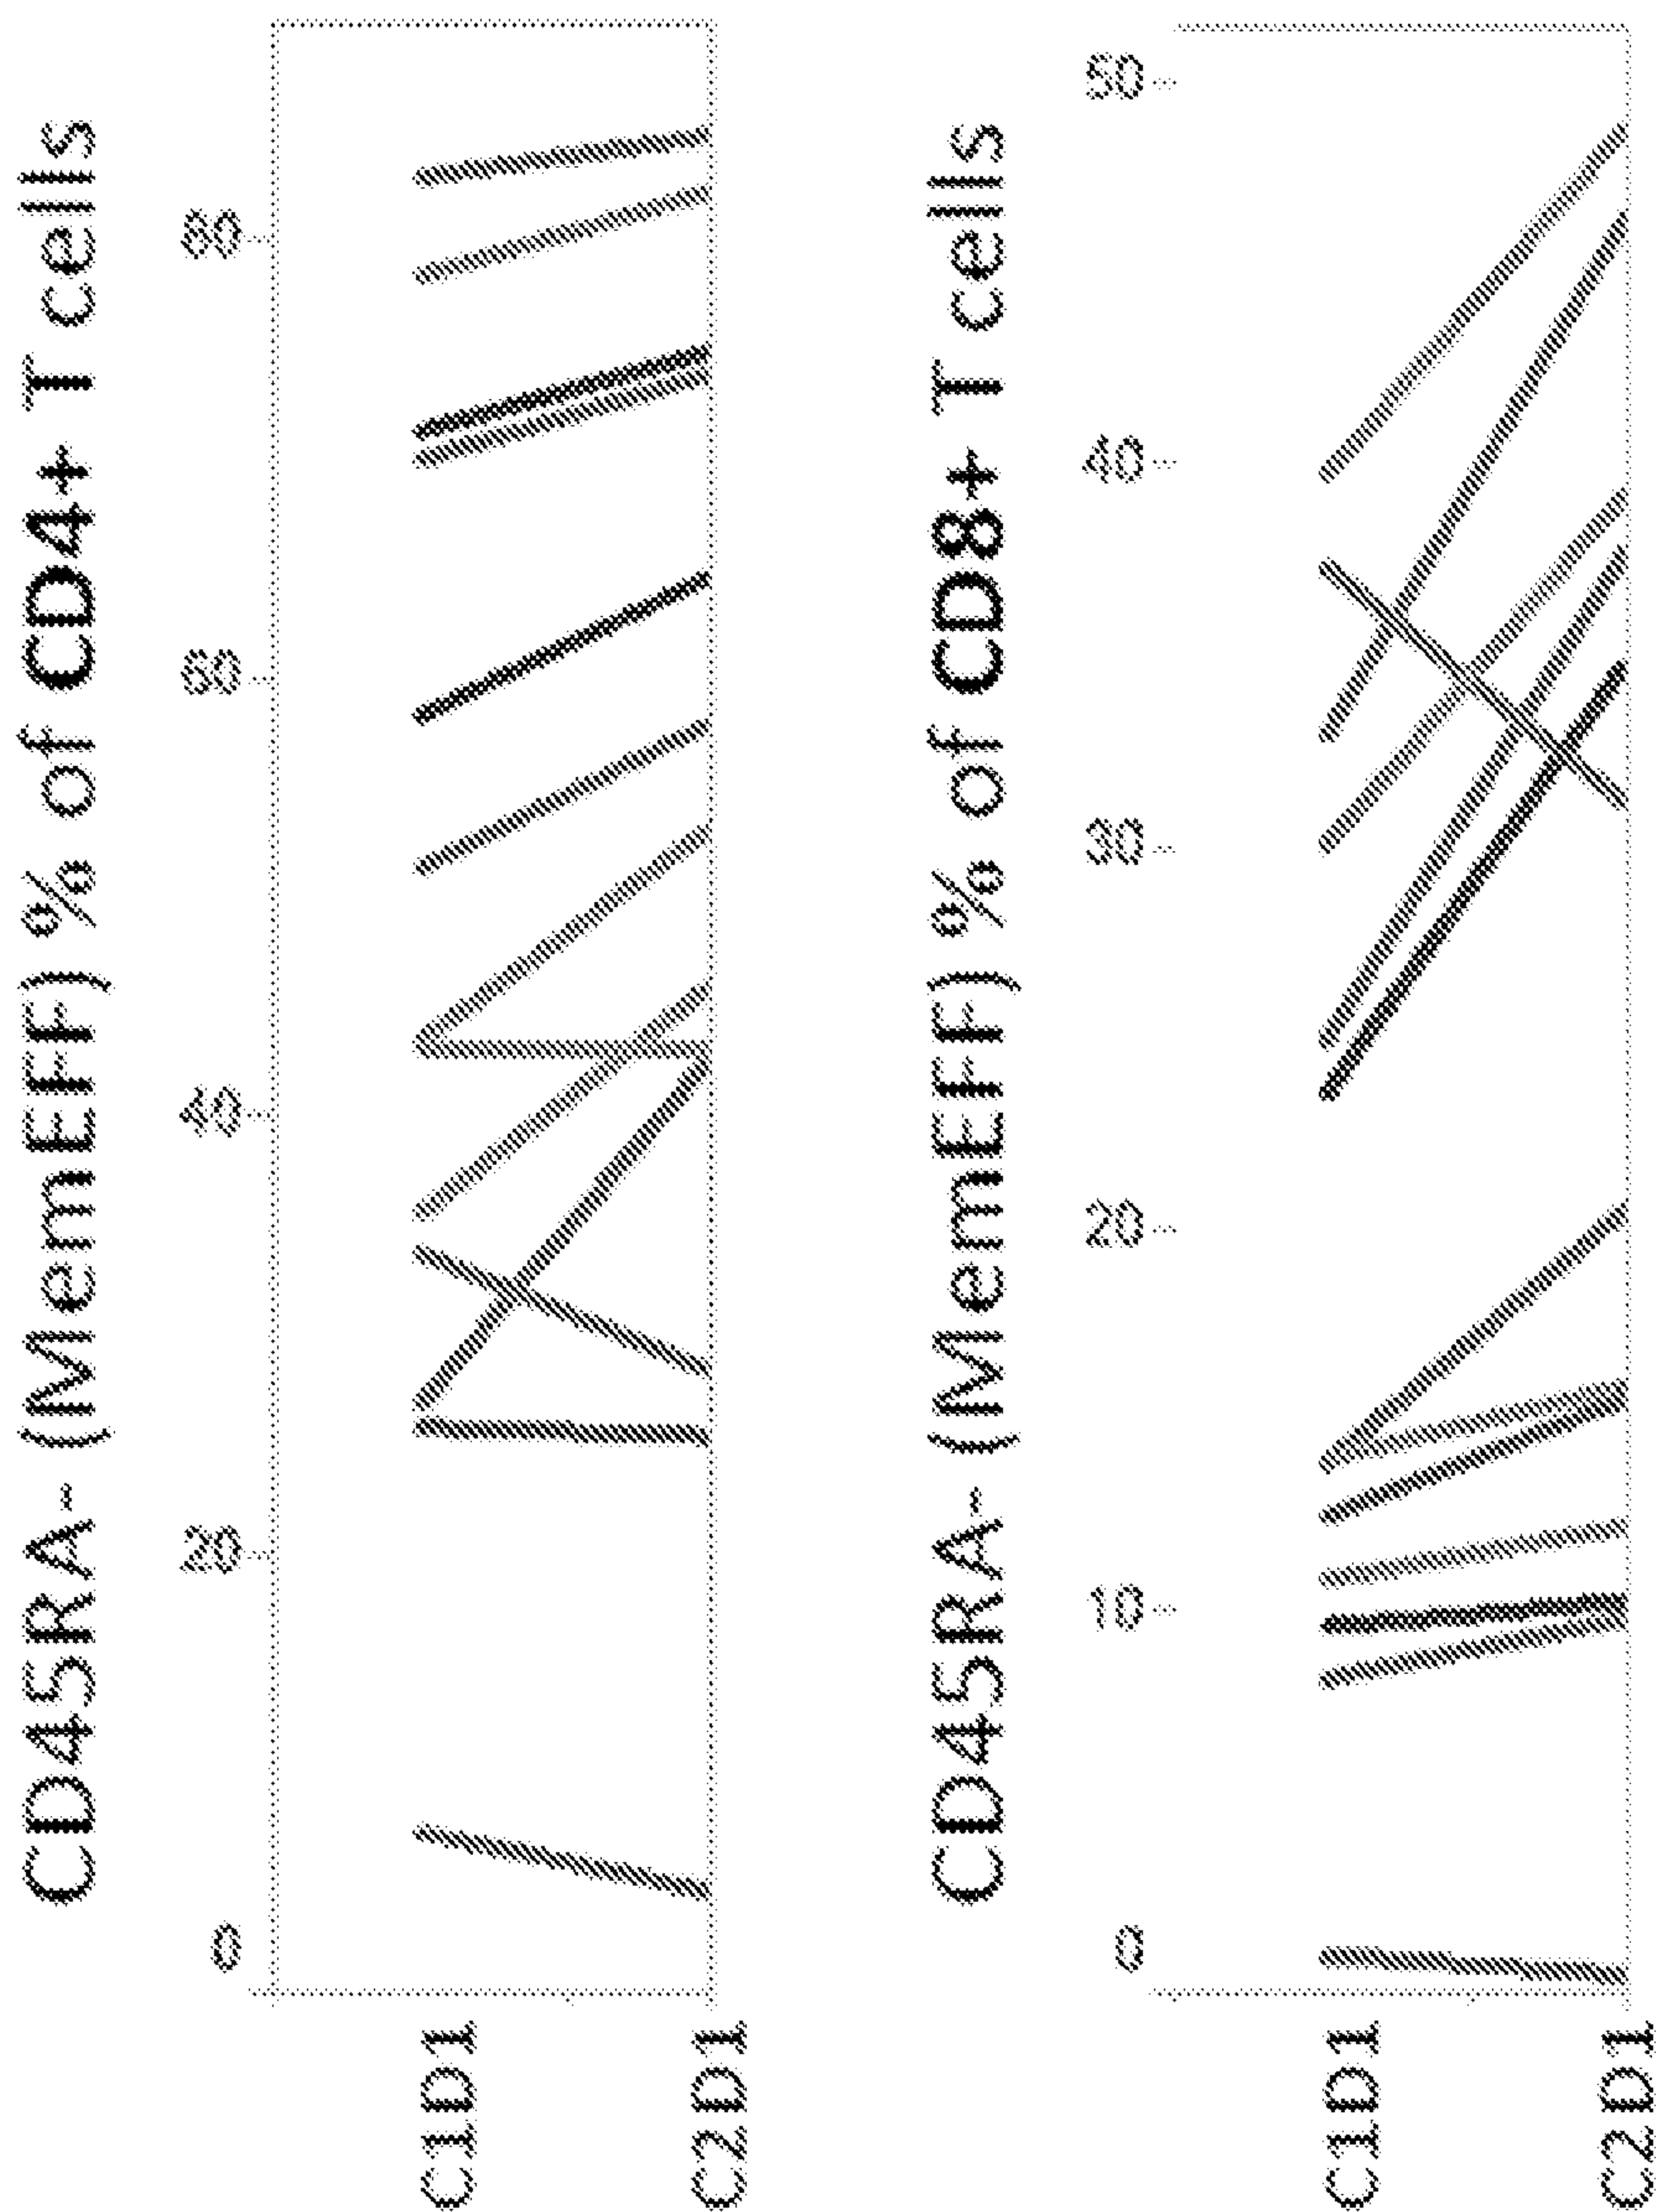 CD45RA- (MemEFF) % of CD4+ T cells
80
60
40
20
0
C1D1
C2D1
CD45RA- (MemEFF) % of CD8+ T cells
50
40
30
20
10
0
C1D1
C2D1